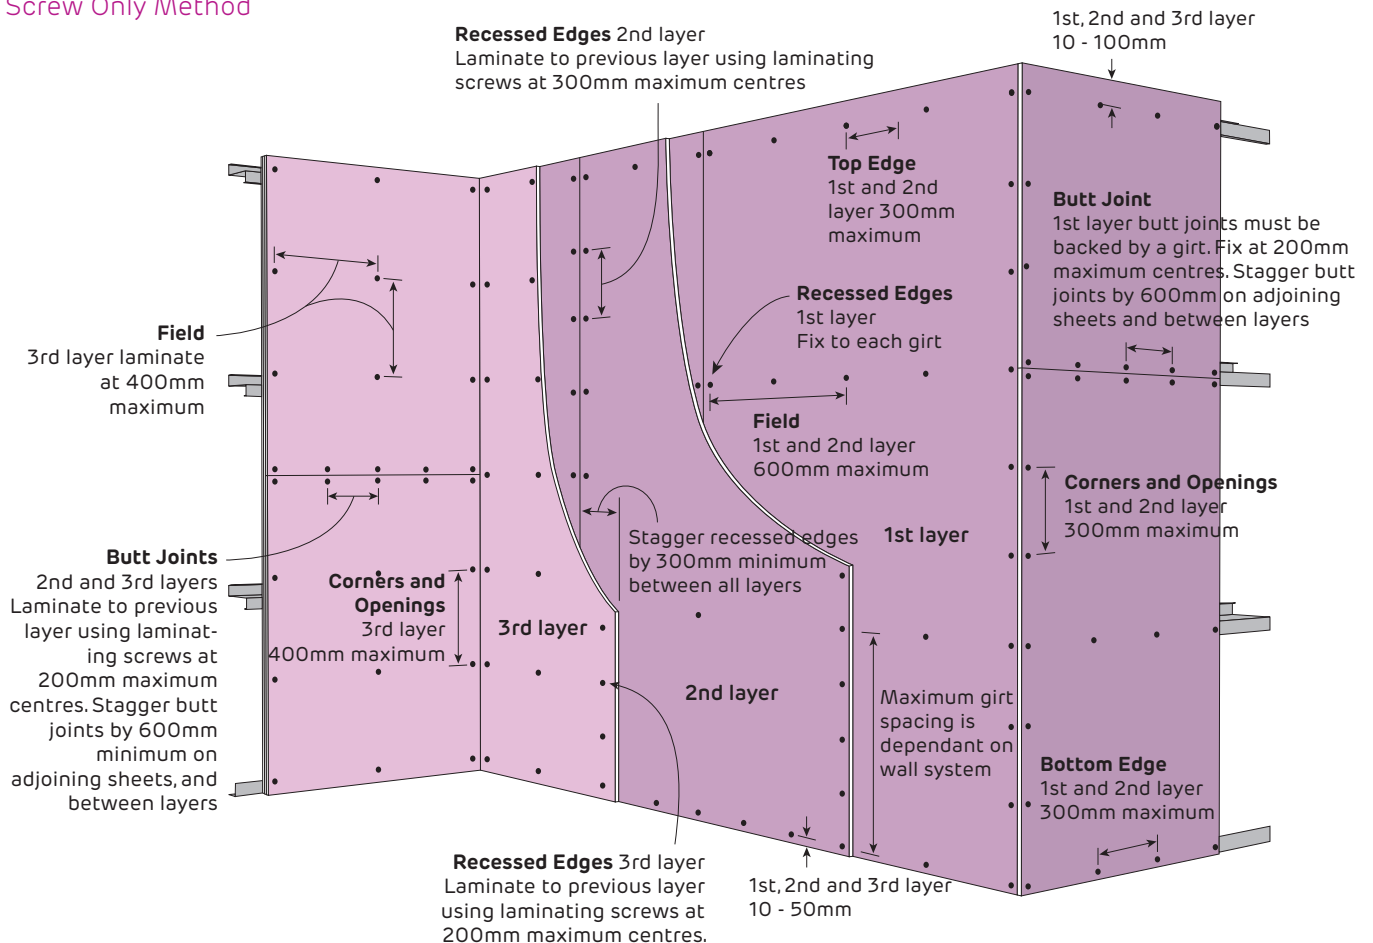 Screw Only Method
Recessed Edges 2nd layer
Laminate to previous layer using laminating
screws at 300mm maximum centres
1st, 2nd and 3rd layer
10 - 100mm
Top Edge
1st and 2nd
layer 300mm
maximum
Butt Joint
1st layer butt joints must be
backed by a girt. Fix at 200mm
maximum centres. Stagger butt
joints by 600mm on adjoining
sheets and between layers
Recessed Edges
1st layer
Fix to each girt
Field
3rd layer laminate
at 400mm
maximum
Field
1st and 2nd layer
600mm maximum
Corners and Openings
1st and 2nd layer
300mm maximum
Stagger recessed edges
by 300mm minimum
between all layers
1st layer
Butt Joints
2nd and 3rd layers
Laminate to previous
layer using laminat-
ing screws at
200mm maximum
centres. Stagger butt
joints by 600mm
minimum on
adjoining sheets, and
between layers
Corners and
Openings
3rd layer
400mm maximum
3rd layer
2nd layer
Maximum girt
spacing is
dependant on
wall system
Bottom Edge
1st and 2nd layer
300mm maximum
Recessed Edges 3rd layer
Laminate to previous layer
using laminating screws at
200mm maximum centres.
1st, 2nd and 3rd layer
10 - 50mm